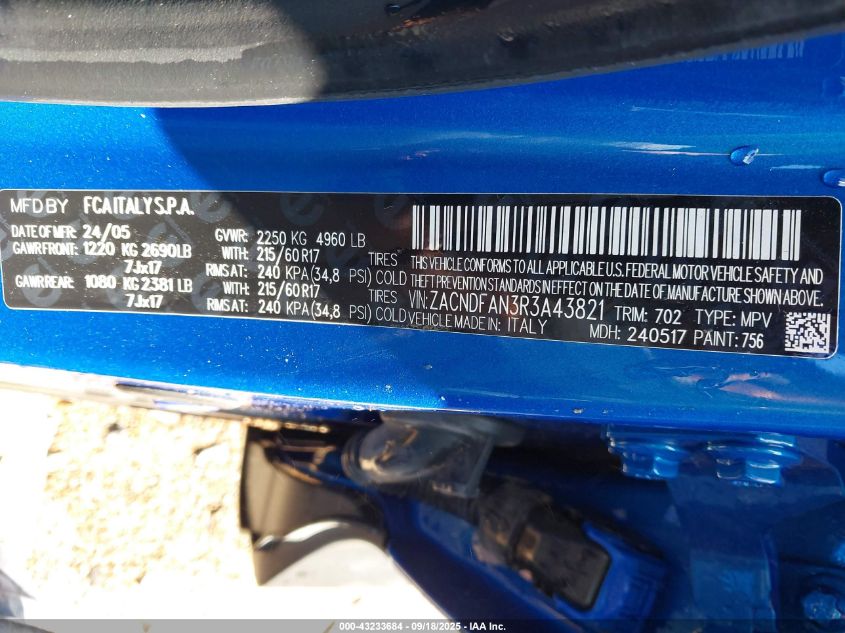 MFD BY FCA ITALY S.P.A.
DATE OF MFR: 24/05 GVWR: 2250 KG 4960 LB
GAWR FRONT: 1220 KG 2690 LB WITH: 215/60 R17 TIRES
7Jx17 RIMS AT: 240 KPA (34,8 PSI) COLD
GAWR REAR: 1080 KG 2381 LB WITH: 215/60 R17 TIRES
7Jx17 RIMS AT: 240 KPA (34,8 PSI) COLD
THIS VEHICLE CONFORMS TO ALL APPLICABLE U.S. FEDERAL MOTOR VEHICLE SAFETY AND
THEFT PREVENTION STANDARDS IN EFFECT ON THE DATE OF MANUFACTURE SHOWN ABOVE.
VIN: ZACNDFAN3R3A43821 TRIM: 702 TYPE: MPV
VEHICLE MADE IN: ITALY MDH: 240517 PAINT: 756
000-43233684 - 09/18/2025 - IAA Inc.